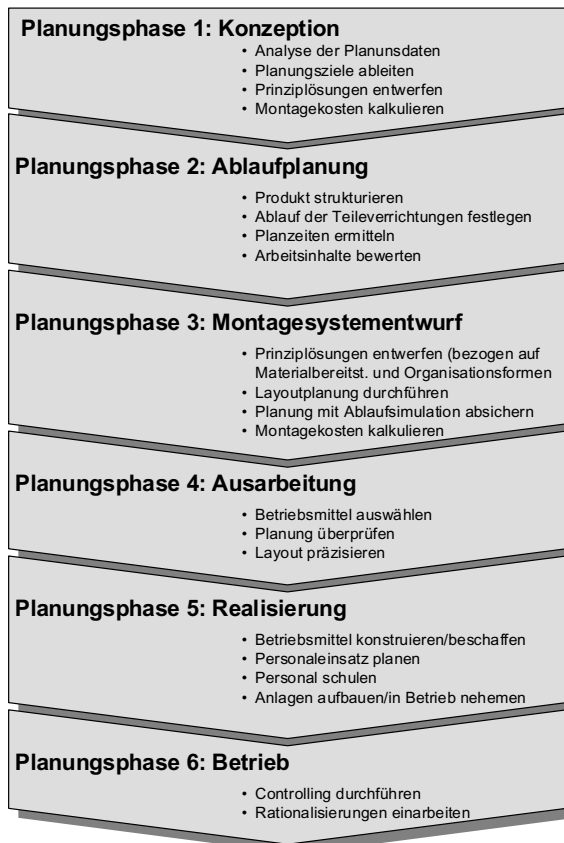 Planungsphase 1: Konzeption
• Analyse der Planunsdaten
• Planungsziele ableiten
• Prinziplösungen entwerfen
• Montagekosten kalkulieren
Planungsphase 2: Ablaufplanung
• Produkt strukturieren
• Ablauf der Teileverrichtungen festlegen
• Planzeiten ermitteln
• Arbeitsinhalte bewerten
Planungsphase 3: Montagesystementwurf
• Prinziplösungen entwerfen (bezogen auf
Materialbereitst. und Organisationsformen
• Layoutplanung durchführen
• Planung mit Ablaufsimulation absichern
• Montagekosten kalkulieren
Planungsphase 4: Ausarbeitung
• Betriebsmittel auswählen
• Planung überprüfen
• Layout präzisieren
Planungsphase 5: Realisierung
• Betriebsmittel konstruieren/beschaffen
• Personaleinsatz planen
• Personal schulen
• Anlagen aufbauen/in Betrieb nehemen
Planungsphase 6: Betrieb
• Controlling durchführen
• Rationalisierungen einarbeiten